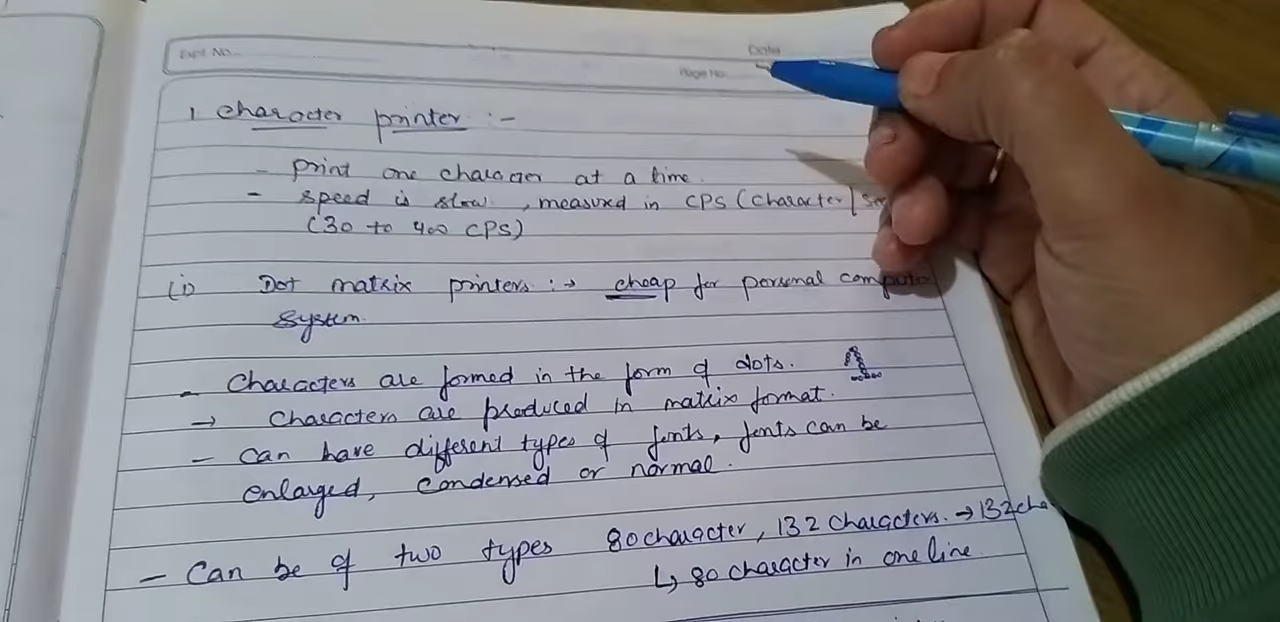 Expt. No.
Date
Page No.
1. Character printer :-
- Print one character at a time.
- speed is slow, measured in CPS (Character/
(30 to 400 CPS)
(i) Dot matrix printers :→ cheap for personal computer
system.
- Characters are formed in the form of dots.
→ Characters are produced in matrix format.
- Can have different types of fonts, fonts can be
enlarged, condensed or normal.
- Can be of two types 80 character, 132 characters. → 132 cha
↳ 80 character in one line